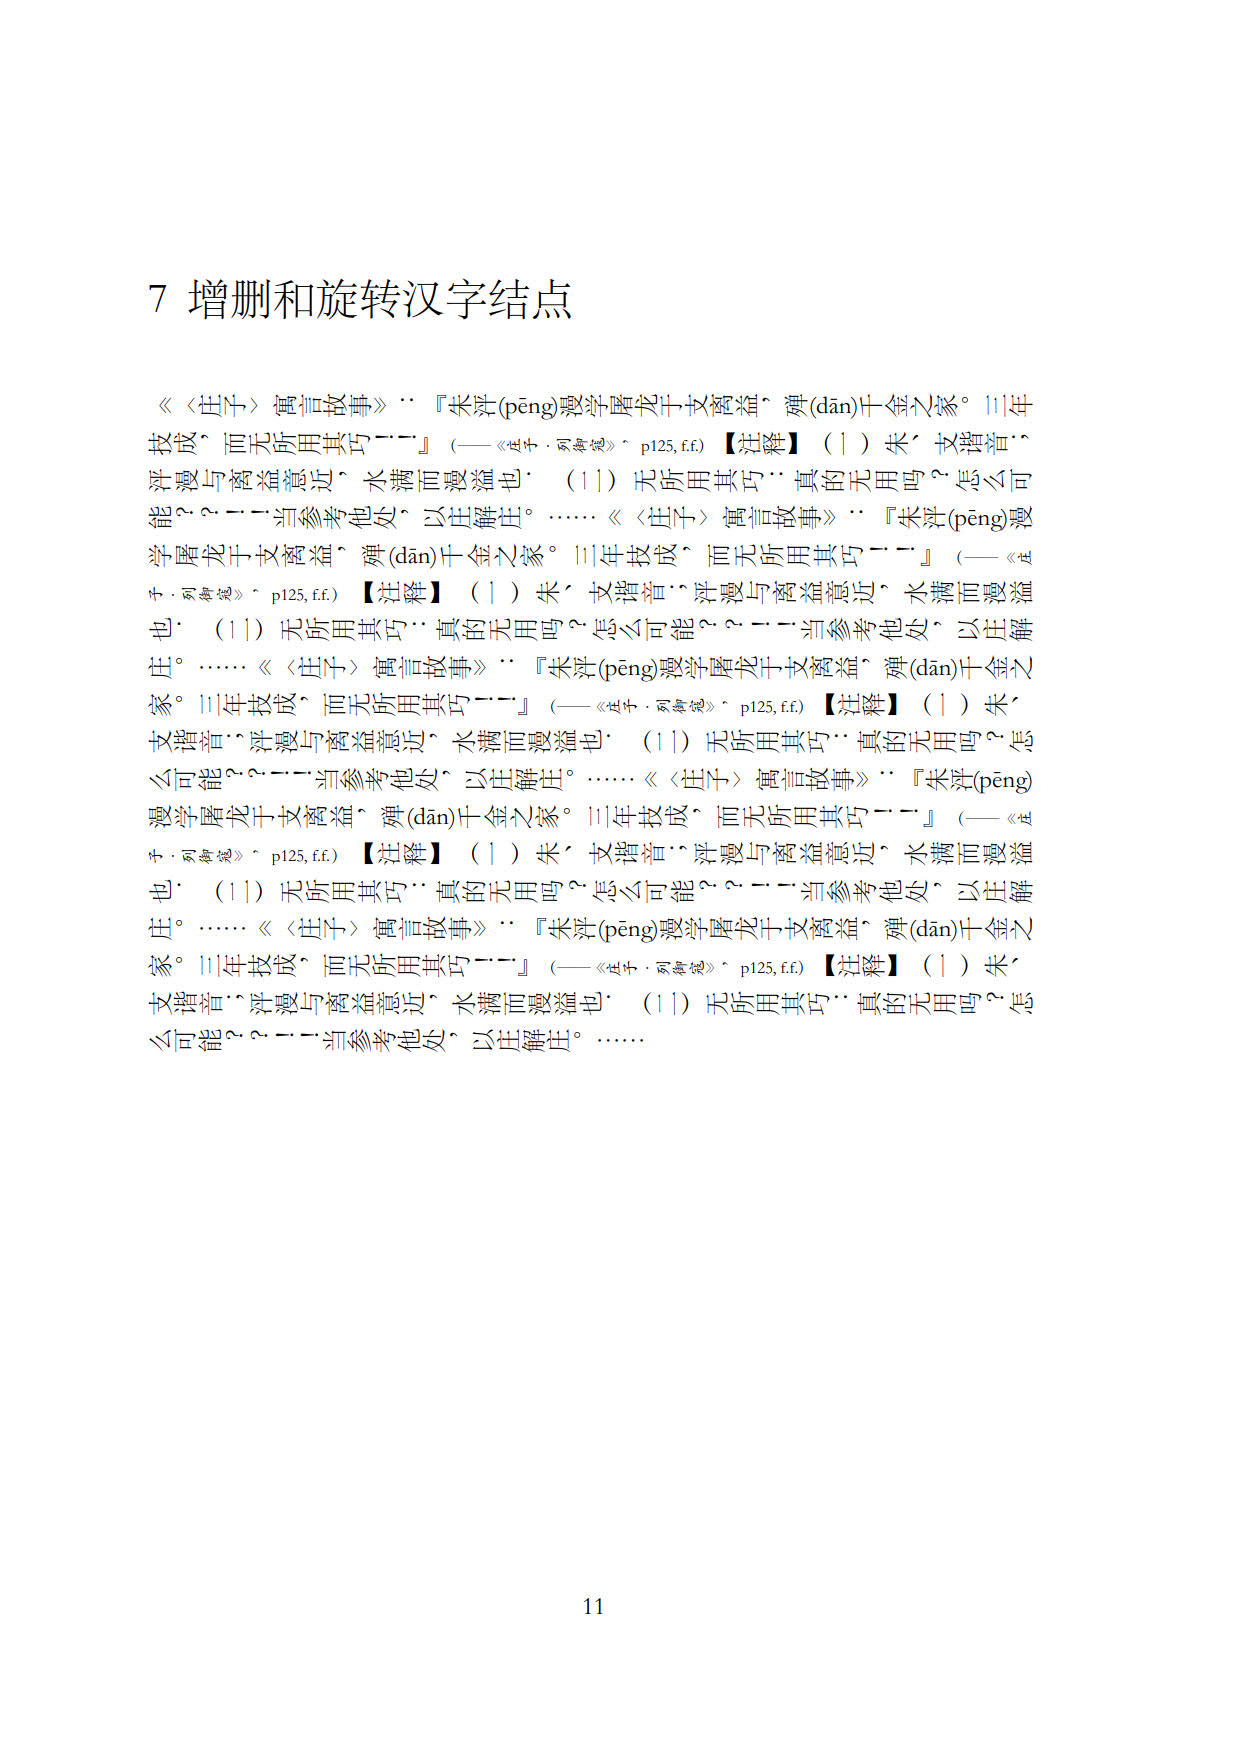 7 增删和旋转汉字结点
《〈庄子〉寓言故事》：『朱泙(pēng)漫学屠龙于支离益，殚(dān)千金之家。三年
技成，而无所用其巧！！』（——《庄子·列御寇》，p125, f.f.）【注释】（一）朱、支谐音；，
泙漫与离益意近，水满而漫溢也．（二）无所用其巧：真的无用吗？怎么可
能？？！！当参考他处，以庄解庄。……《〈庄子〉寓言故事》：『朱泙(pēng)漫
学屠龙于支离益，殚(dān)千金之家。三年技成，而无所用其巧！！』（——《庄
子·列御寇》，p125, f.f.）【注释】（一）朱、支谐音；，泙漫与离益意近，水满而漫溢
也．（二）无所用其巧：真的无用吗？怎么可能？？！！当参考他处，以庄解
庄。……《〈庄子〉寓言故事》：『朱泙(pēng)漫学屠龙于支离益，殚(dān)千金之
家。三年技成，而无所用其巧！！』（——《庄子·列御寇》，p125, f.f.）【注释】（一）朱、
支谐音；，泙漫与离益意近，水满而漫溢也．（二）无所用其巧：真的无用吗？怎
么可能？？！！当参考他处，以庄解庄。……《〈庄子〉寓言故事》：『朱泙(pēng)
漫学屠龙于支离益，殚(dān)千金之家。三年技成，而无所用其巧！！』（——《庄
子·列御寇》，p125, f.f.）【注释】（一）朱、支谐音；，泙漫与离益意近，水满而漫溢
也．（二）无所用其巧：真的无用吗？怎么可能？？！！当参考他处，以庄解
庄。……《〈庄子〉寓言故事》：『朱泙(pēng)漫学屠龙于支离益，殚(dān)千金之
家。三年技成，而无所用其巧！！』（——《庄子·列御寇》，p125, f.f.）【注释】（一）朱、
支谐音；，泙漫与离益意近，水满而漫溢也．（二）无所用其巧：真的无用吗？怎
么可能？？！！当参考他处，以庄解庄。……
11